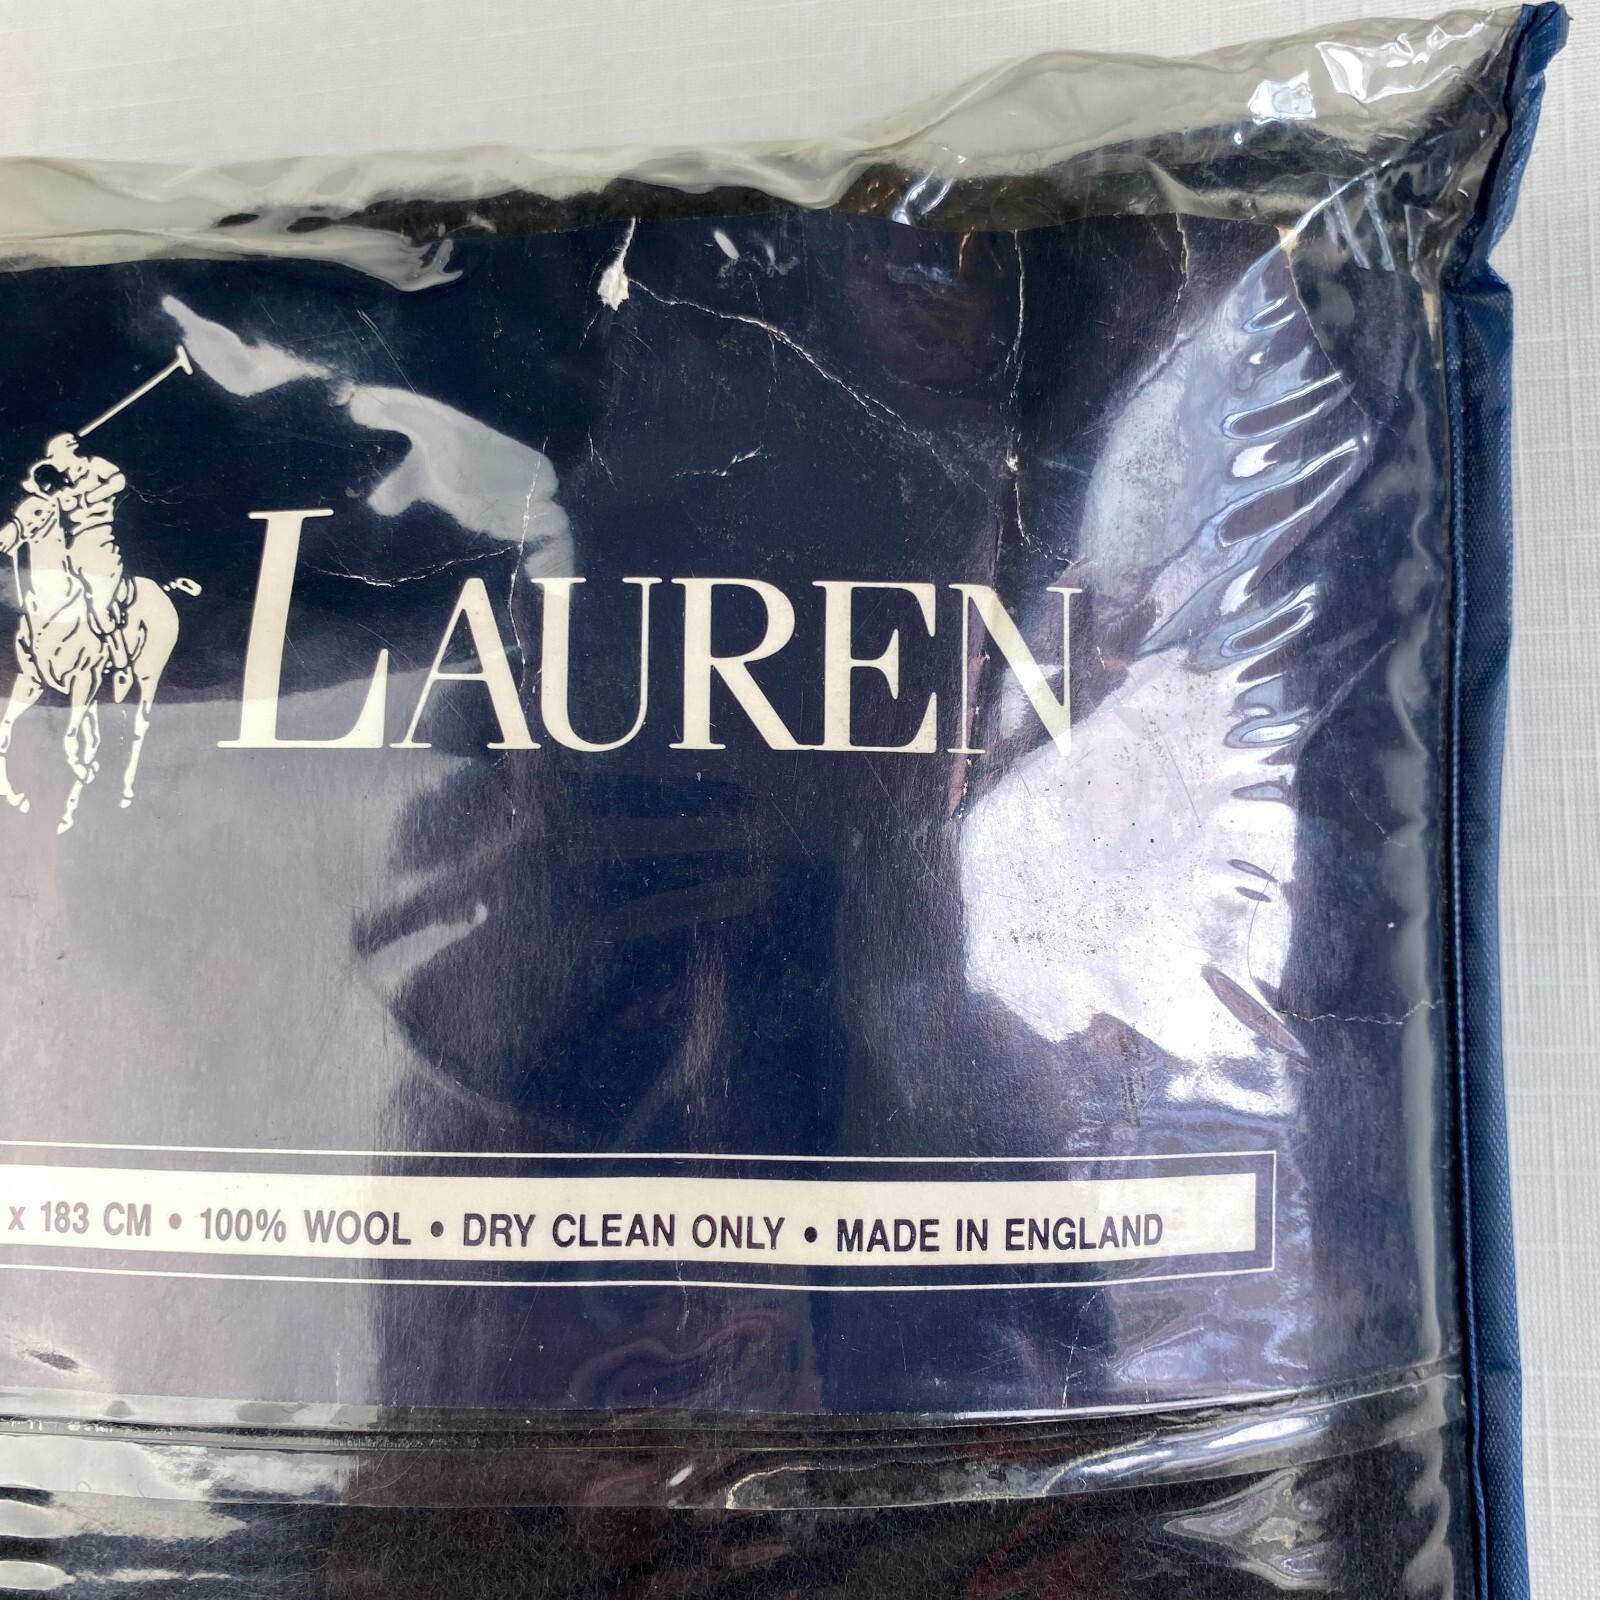 LAUREN
x 183 CM • 100% WOOL • DRY CLEAN ONLY • MADE IN ENGLAND